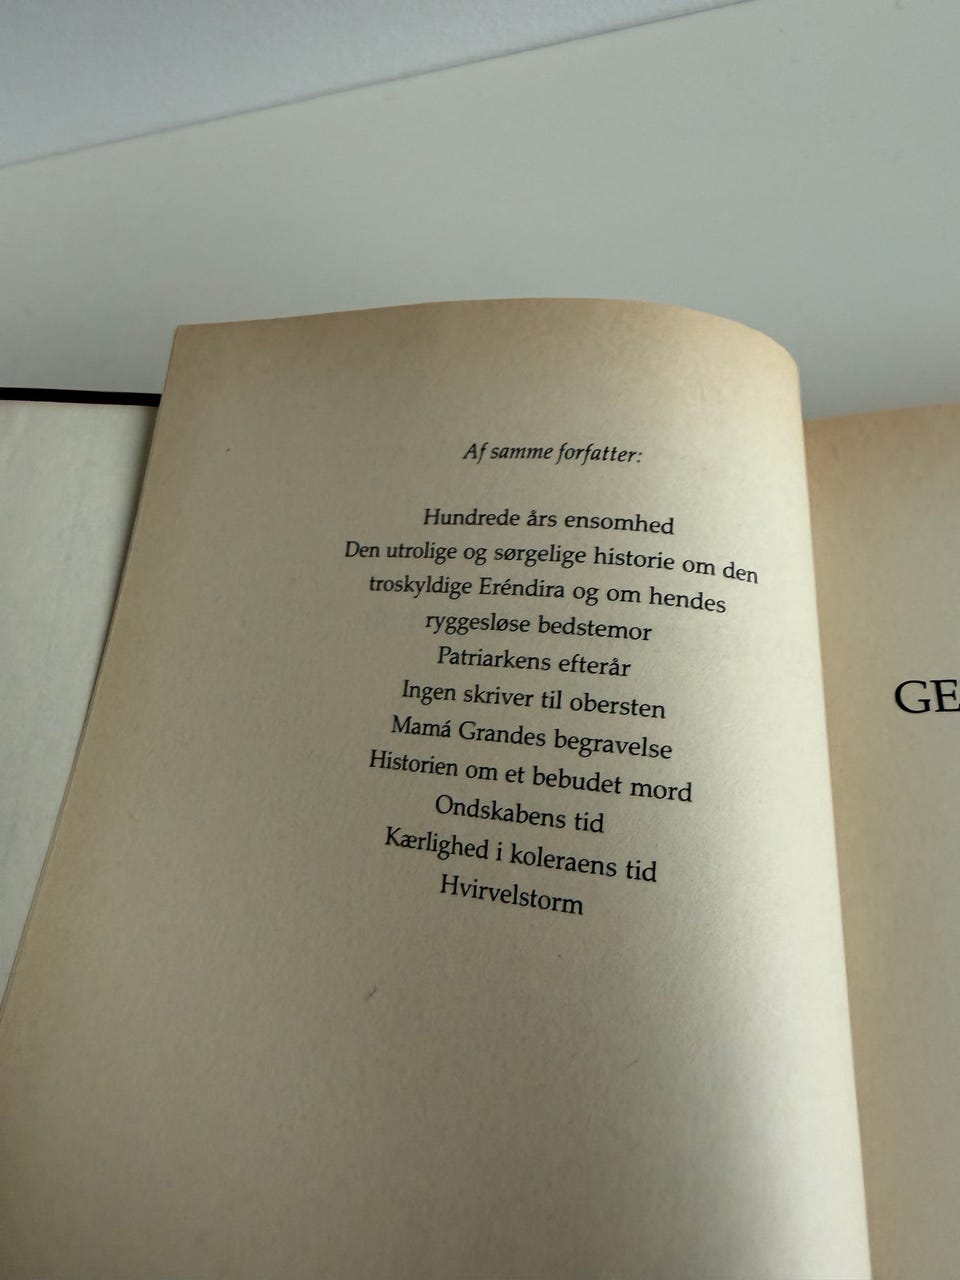 Af samme forfatter:
Hundrede års ensomhed
Den utrolige og sørgelige historie om den
troskyldige Eréndira og om hendes
ryggesløse bedstemor
Patriarkens efterår
Ingen skriver til obersten
Mamá Grandes begravelse
Historien om et bebudet mord
Ondskabens tid
Kærlighed i koleraens tid
Hvirvelstorm
GE